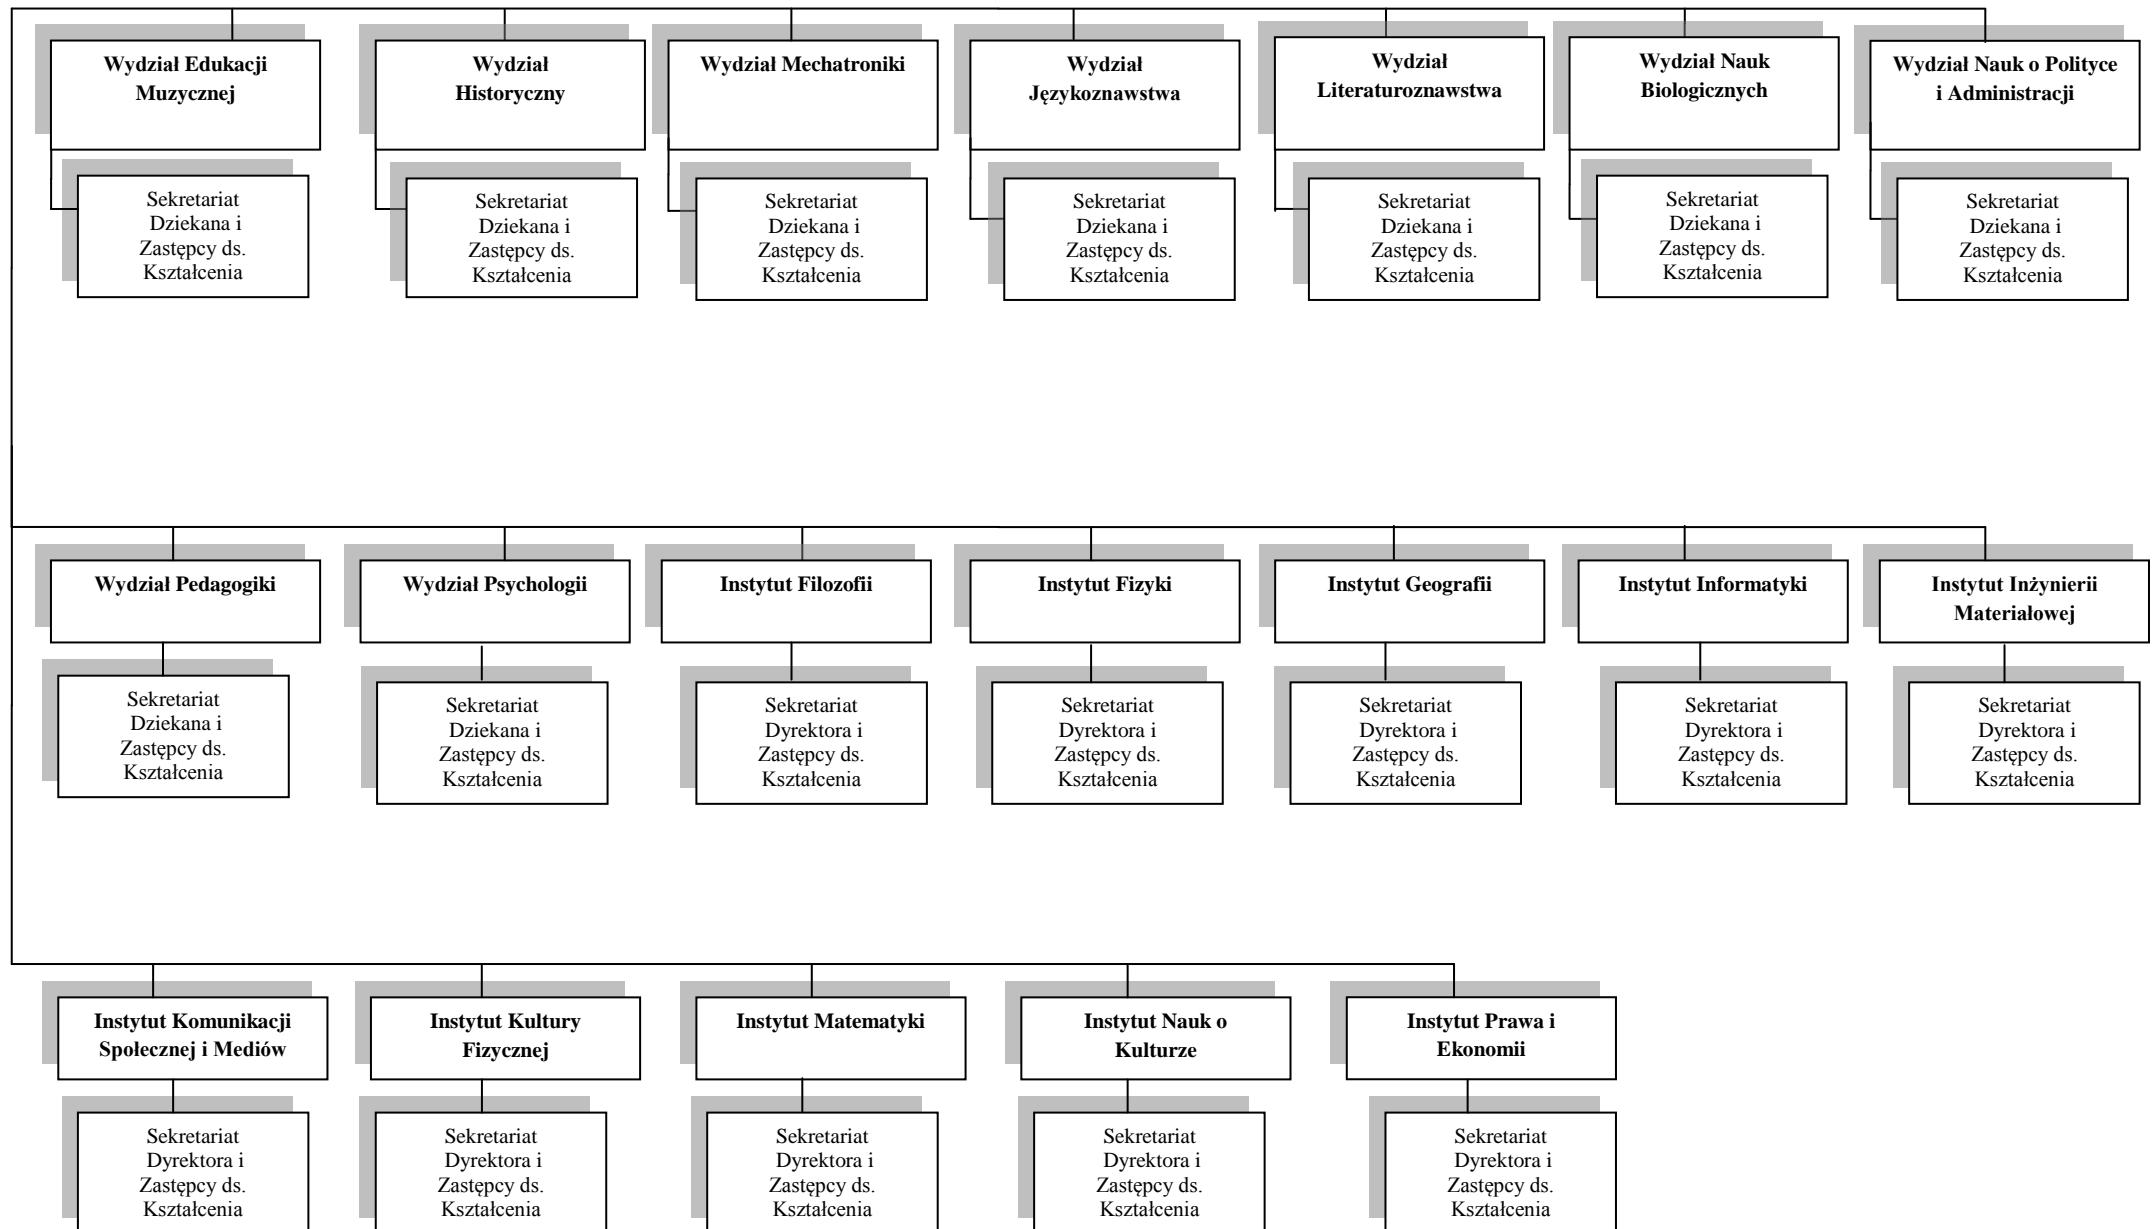 Wydział Edukacji
Muzycznej
Wydział
Historyczny
Wydział Mechatroniki
Wydział
Językoznawstwa
Wydział
Literaturoznawstwa
Wydział Nauk
Biologicznych
Wydział Nauk o Polityce
i Administracji
Sekretariat
Dziekana i
Zastępcy ds.
Kształcenia
Sekretariat
Dziekana i
Zastępcy ds.
Kształcenia
Sekretariat
Dziekana i
Zastępcy ds.
Kształcenia
Sekretariat
Dziekana i
Zastępcy ds.
Kształcenia
Sekretariat
Dziekana i
Zastępcy ds.
Kształcenia
Sekretariat
Dziekana i
Zastępcy ds.
Kształcenia
Sekretariat
Dziekana i
Zastępcy ds.
Kształcenia
Wydział Pedagogiki
Wydział Psychologii
Instytut Filozofii
Instytut Fizyki
Instytut Geografii
Instytut Informatyki
Instytut Inżynierii
Materiałowej
Sekretariat
Dziekana i
Zastępcy ds.
Kształcenia
Sekretariat
Dziekana i
Zastępcy ds.
Kształcenia
Sekretariat
Dyrektora i
Zastępcy ds.
Kształcenia
Sekretariat
Dyrektora i
Zastępcy ds.
Kształcenia
Sekretariat
Dyrektora i
Zastępcy ds.
Kształcenia
Sekretariat
Dyrektora i
Zastępcy ds.
Kształcenia
Sekretariat
Dyrektora i
Zastępcy ds.
Kształcenia
Instytut Komunikacji
Społecznej i Mediów
Instytut Kultury
Fizycznej
Instytut Matematyki
Instytut Nauk o
Kulturze
Instytut Prawa i
Ekonomii
Sekretariat
Dyrektora i
Zastępcy ds.
Kształcenia
Sekretariat
Dyrektora i
Zastępcy ds.
Kształcenia
Sekretariat
Dyrektora i
Zastępcy ds.
Kształcenia
Sekretariat
Dyrektora i
Zastępcy ds.
Kształcenia
Sekretariat
Dyrektora i
Zastępcy ds.
Kształcenia